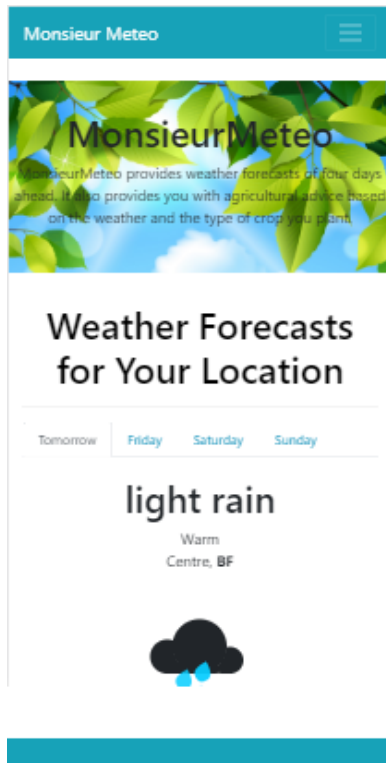 Monsieur Meteo
MonsieurMeteo
MonsieurMeteo provides weather forecasts of four days
ahead. It also provides you with agricultural advice based
on the weather and the type of crop you plant.
Weather Forecasts
for Your Location
Tomorrow Friday Saturday Sunday
light rain
Warm
Centre, BF